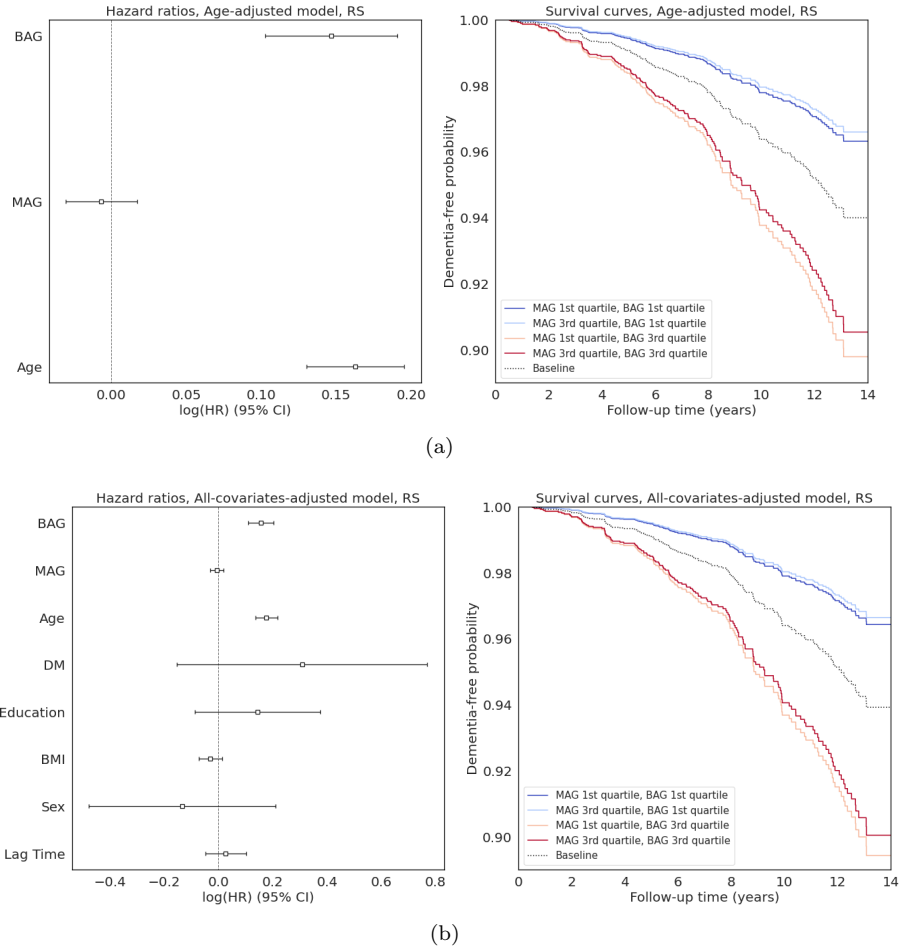 Hazard ratios, Age-adjusted model, RS
BAG
MAG
Age
0.00 0.05 0.10 0.15 0.20
log(HR) (95% CI)
Survival curves, Age-adjusted model, RS
1.00
0.98
0.96
0.94
0.92
0.90
Dementia-free probability
MAG 1st quartile, BAG 1st quartile
MAG 3rd quartile, BAG 1st quartile
MAG 1st quartile, BAG 3rd quartile
MAG 3rd quartile, BAG 3rd quartile
Baseline
0 2 4 6 8 10 12 14
Follow-up time (years)
(a)
Hazard ratios, All-covariates-adjusted model, RS
BAG
MAG
Age
DM
Education
BMI
Sex
Lag Time
−0.4 −0.2 0.0 0.2 0.4 0.6 0.8
log(HR) (95% CI)
Survival curves, All-covariates-adjusted model, RS
1.00
0.98
0.96
0.94
0.92
0.90
Dementia-free probability
MAG 1st quartile, BAG 1st quartile
MAG 3rd quartile, BAG 1st quartile
MAG 1st quartile, BAG 3rd quartile
MAG 3rd quartile, BAG 3rd quartile
Baseline
0 2 4 6 8 10 12 14
Follow-up time (years)
(b)